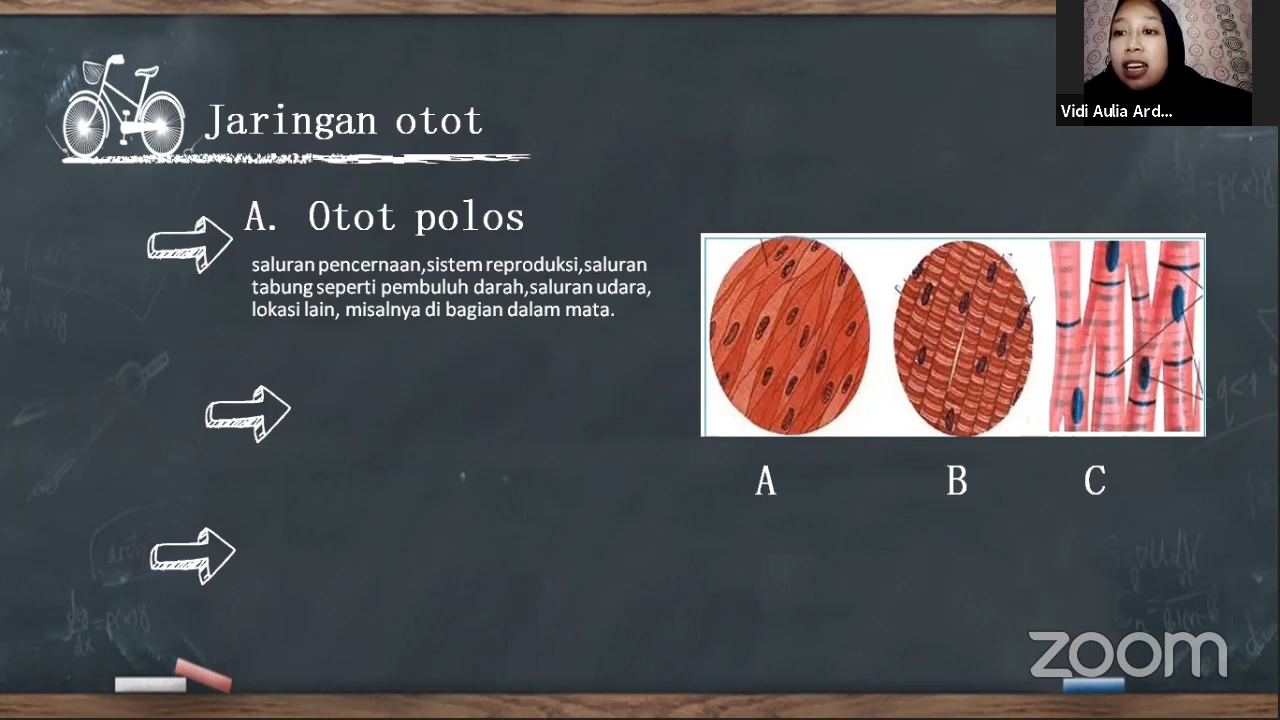 Vidi Aulia Ard...
Jaringan otot
A. Otot polos
saluran pencernaan,sistem reproduksi,saluran
tabung seperti pembuluh darah,saluran udara,
lokasi lain, misalnya di bagian dalam mata.
A B C
zoom